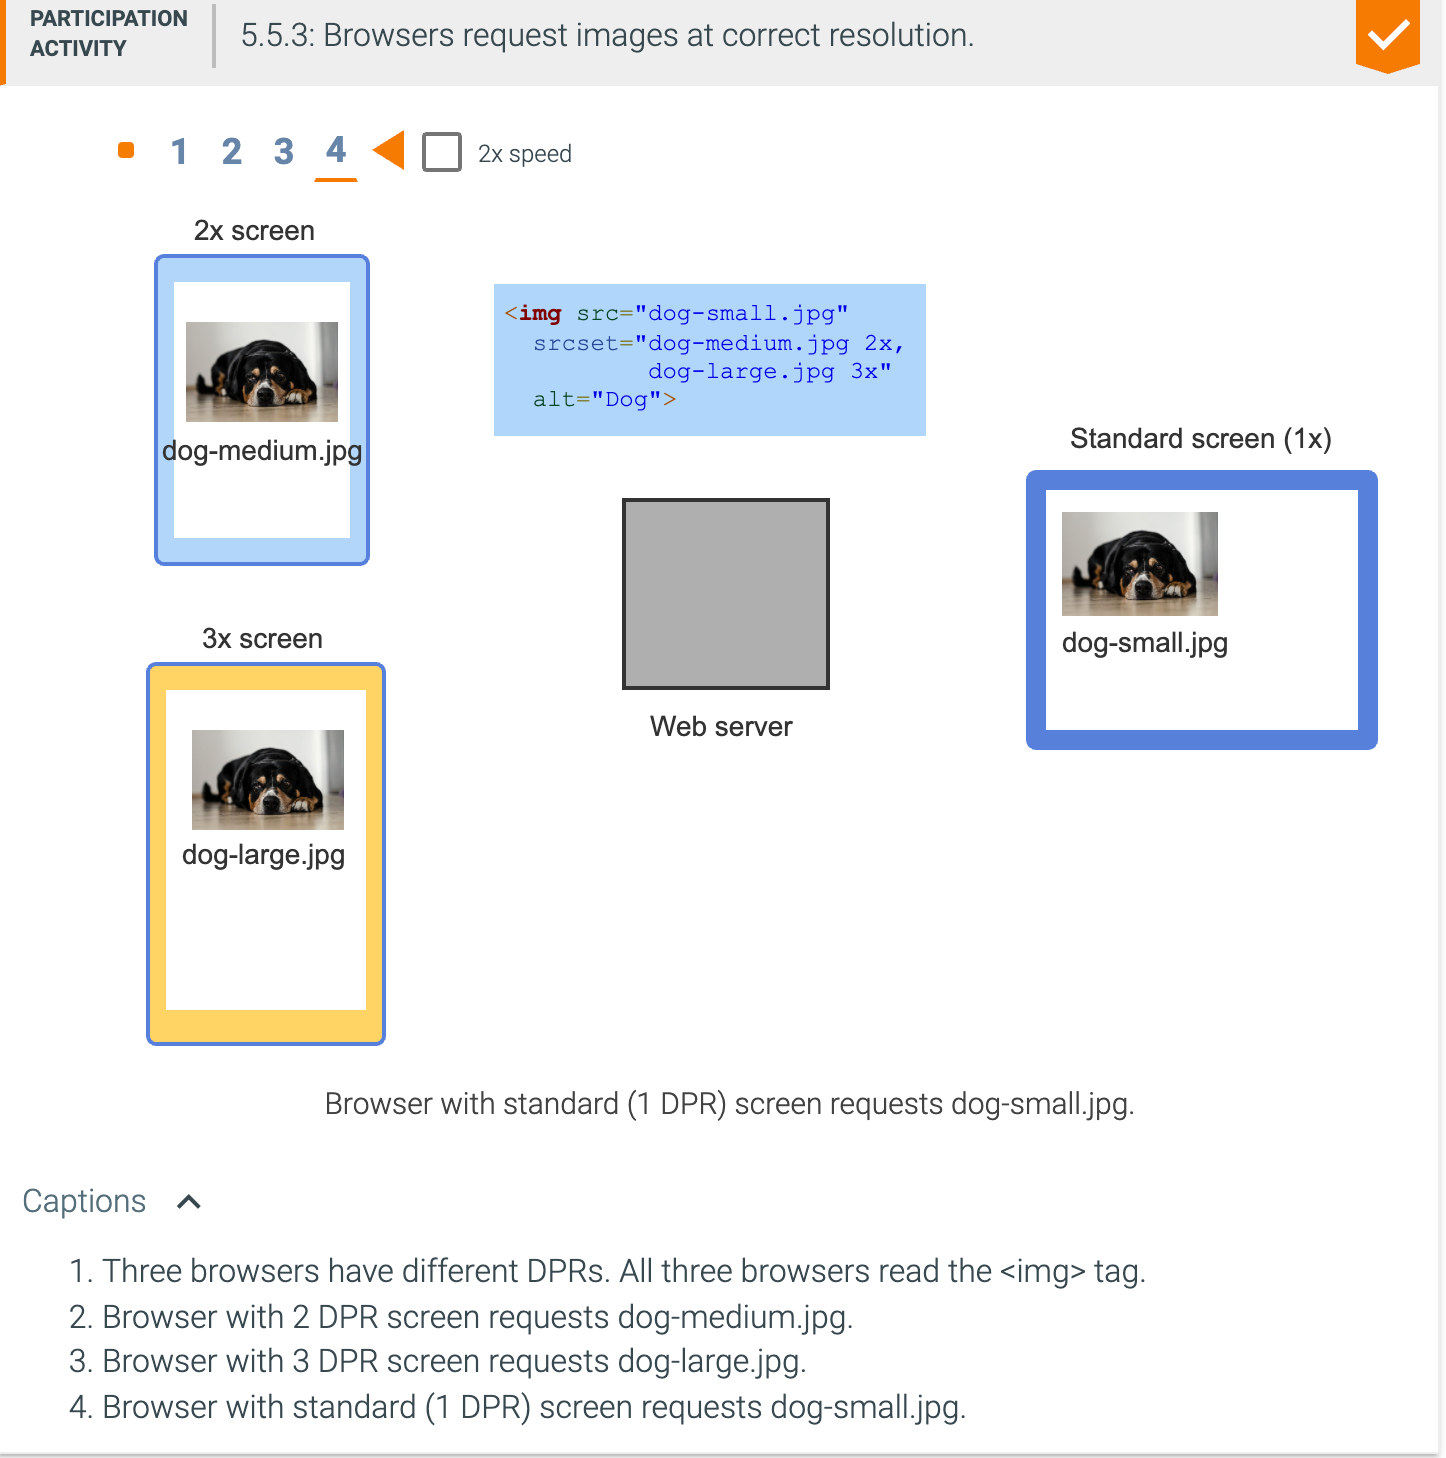 PARTICIPATION
ACTIVITY
5.5.3: Browsers request images at correct resolution.
1 2 3 4
2x speed
2x screen
dog-medium.jpg
<img src="dog-small.jpg"
srcset="dog-medium.jpg 2x,
dog-large.jpg 3x"
alt="Dog">
Standard screen (1x)
dog-small.jpg
Web server
3x screen
dog-large.jpg
Browser with standard (1 DPR) screen requests dog-small.jpg.
Captions
1. Three browsers have different DPRs. All three browsers read the <img> tag.
2. Browser with 2 DPR screen requests dog-medium.jpg.
3. Browser with 3 DPR screen requests dog-large.jpg.
4. Browser with standard (1 DPR) screen requests dog-small.jpg.